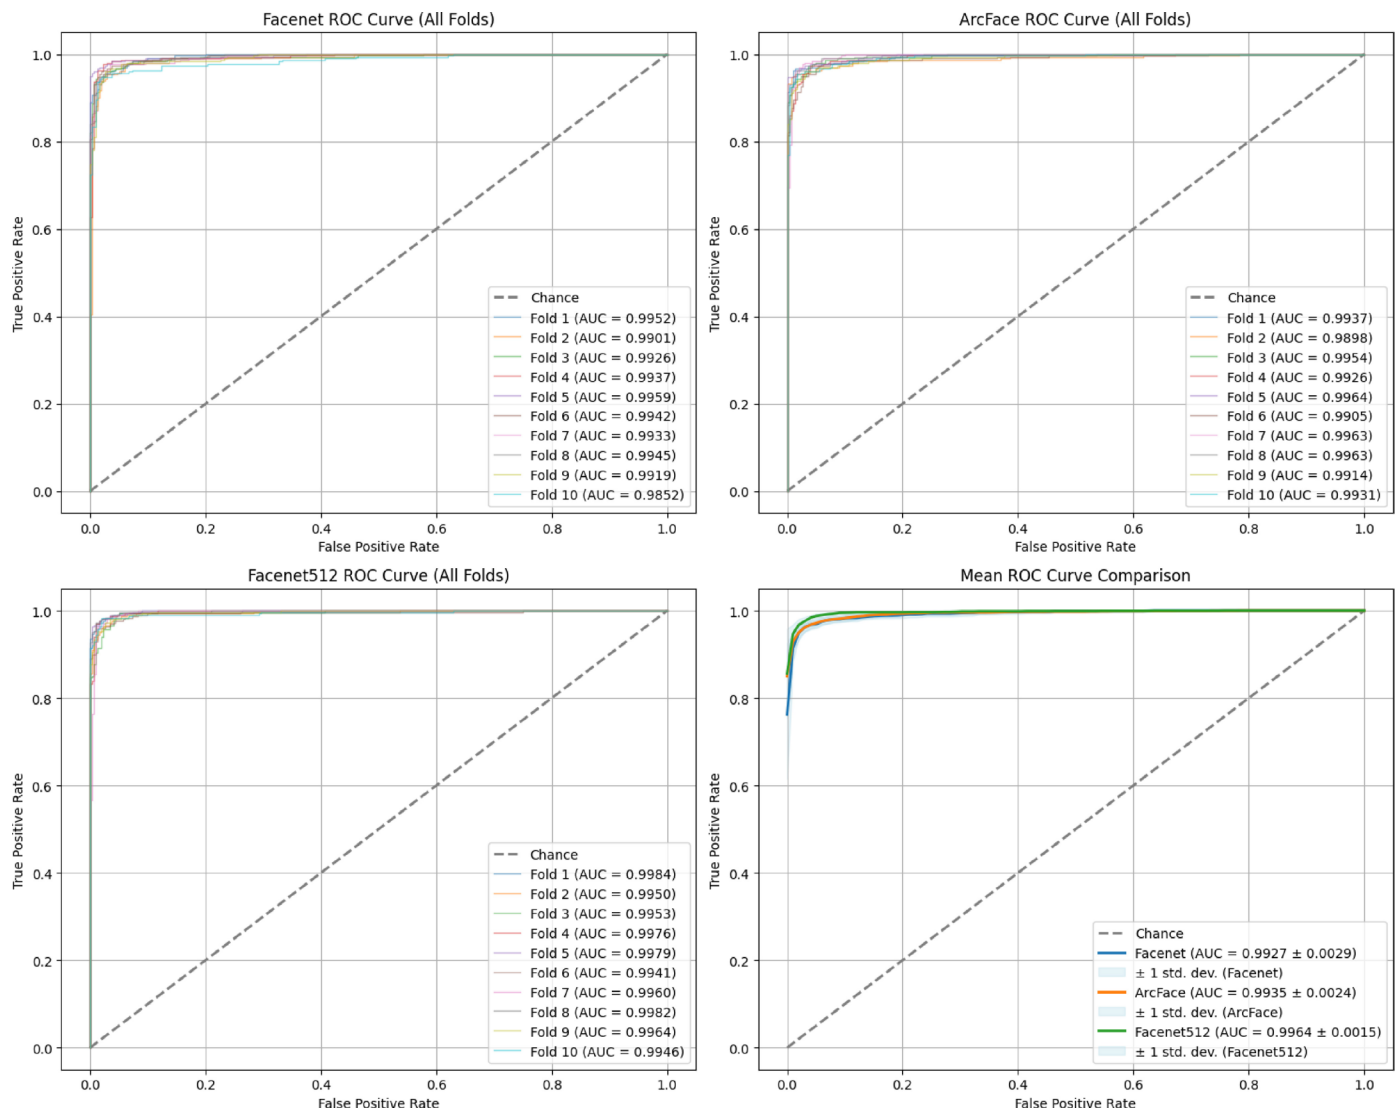 Facenet ROC Curve (All Folds)
1.0
0.8
0.6
0.4
0.2
0.0
True Positive Rate
Chance
Fold 1 (AUC = 0.9952)
Fold 2 (AUC = 0.9901)
Fold 3 (AUC = 0.9926)
Fold 4 (AUC = 0.9937)
Fold 5 (AUC = 0.9959)
Fold 6 (AUC = 0.9942)
Fold 7 (AUC = 0.9933)
Fold 8 (AUC = 0.9945)
Fold 9 (AUC = 0.9919)
Fold 10 (AUC = 0.9852)
0.0 0.2 0.4 0.6 0.8 1.0
False Positive Rate
ArcFace ROC Curve (All Folds)
1.0
0.8
0.6
0.4
0.2
0.0
True Positive Rate
Chance
Fold 1 (AUC = 0.9937)
Fold 2 (AUC = 0.9898)
Fold 3 (AUC = 0.9954)
Fold 4 (AUC = 0.9926)
Fold 5 (AUC = 0.9964)
Fold 6 (AUC = 0.9905)
Fold 7 (AUC = 0.9963)
Fold 8 (AUC = 0.9963)
Fold 9 (AUC = 0.9914)
Fold 10 (AUC = 0.9931)
0.0 0.2 0.4 0.6 0.8 1.0
False Positive Rate
Facenet512 ROC Curve (All Folds)
1.0
0.8
0.6
0.4
0.2
0.0
True Positive Rate
Chance
Fold 1 (AUC = 0.9984)
Fold 2 (AUC = 0.9950)
Fold 3 (AUC = 0.9953)
Fold 4 (AUC = 0.9976)
Fold 5 (AUC = 0.9979)
Fold 6 (AUC = 0.9941)
Fold 7 (AUC = 0.9960)
Fold 8 (AUC = 0.9982)
Fold 9 (AUC = 0.9964)
Fold 10 (AUC = 0.9946)
0.0 0.2 0.4 0.6 0.8 1.0
False Positive Rate
Mean ROC Curve Comparison
1.0
0.8
0.6
0.4
0.2
0.0
True Positive Rate
Chance
Facenet (AUC = 0.9927 ± 0.0029)
± 1 std. dev. (Facenet)
ArcFace (AUC = 0.9935 ± 0.0024)
± 1 std. dev. (ArcFace)
Facenet512 (AUC = 0.9964 ± 0.0015)
± 1 std. dev. (Facenet512)
0.0 0.2 0.4 0.6 0.8 1.0
False Positive Rate